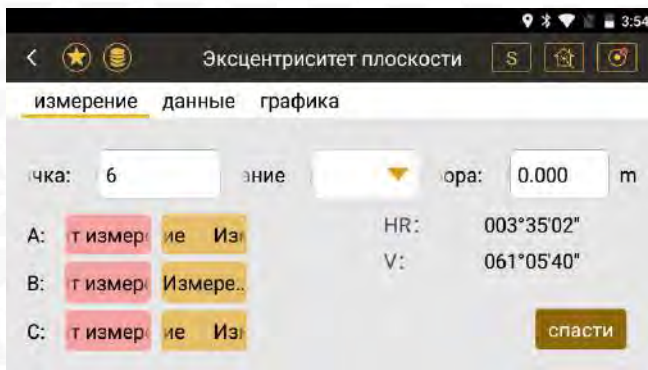 3:54
Эксцентриситет плоскости S
измерение данные графика
чка: 6 ание ора: 0.000 m
A: т измер ие Из HR: 003°35'02"
V: 061°05'40"
B: т измер Измере..
C: т измер ие Из спасти